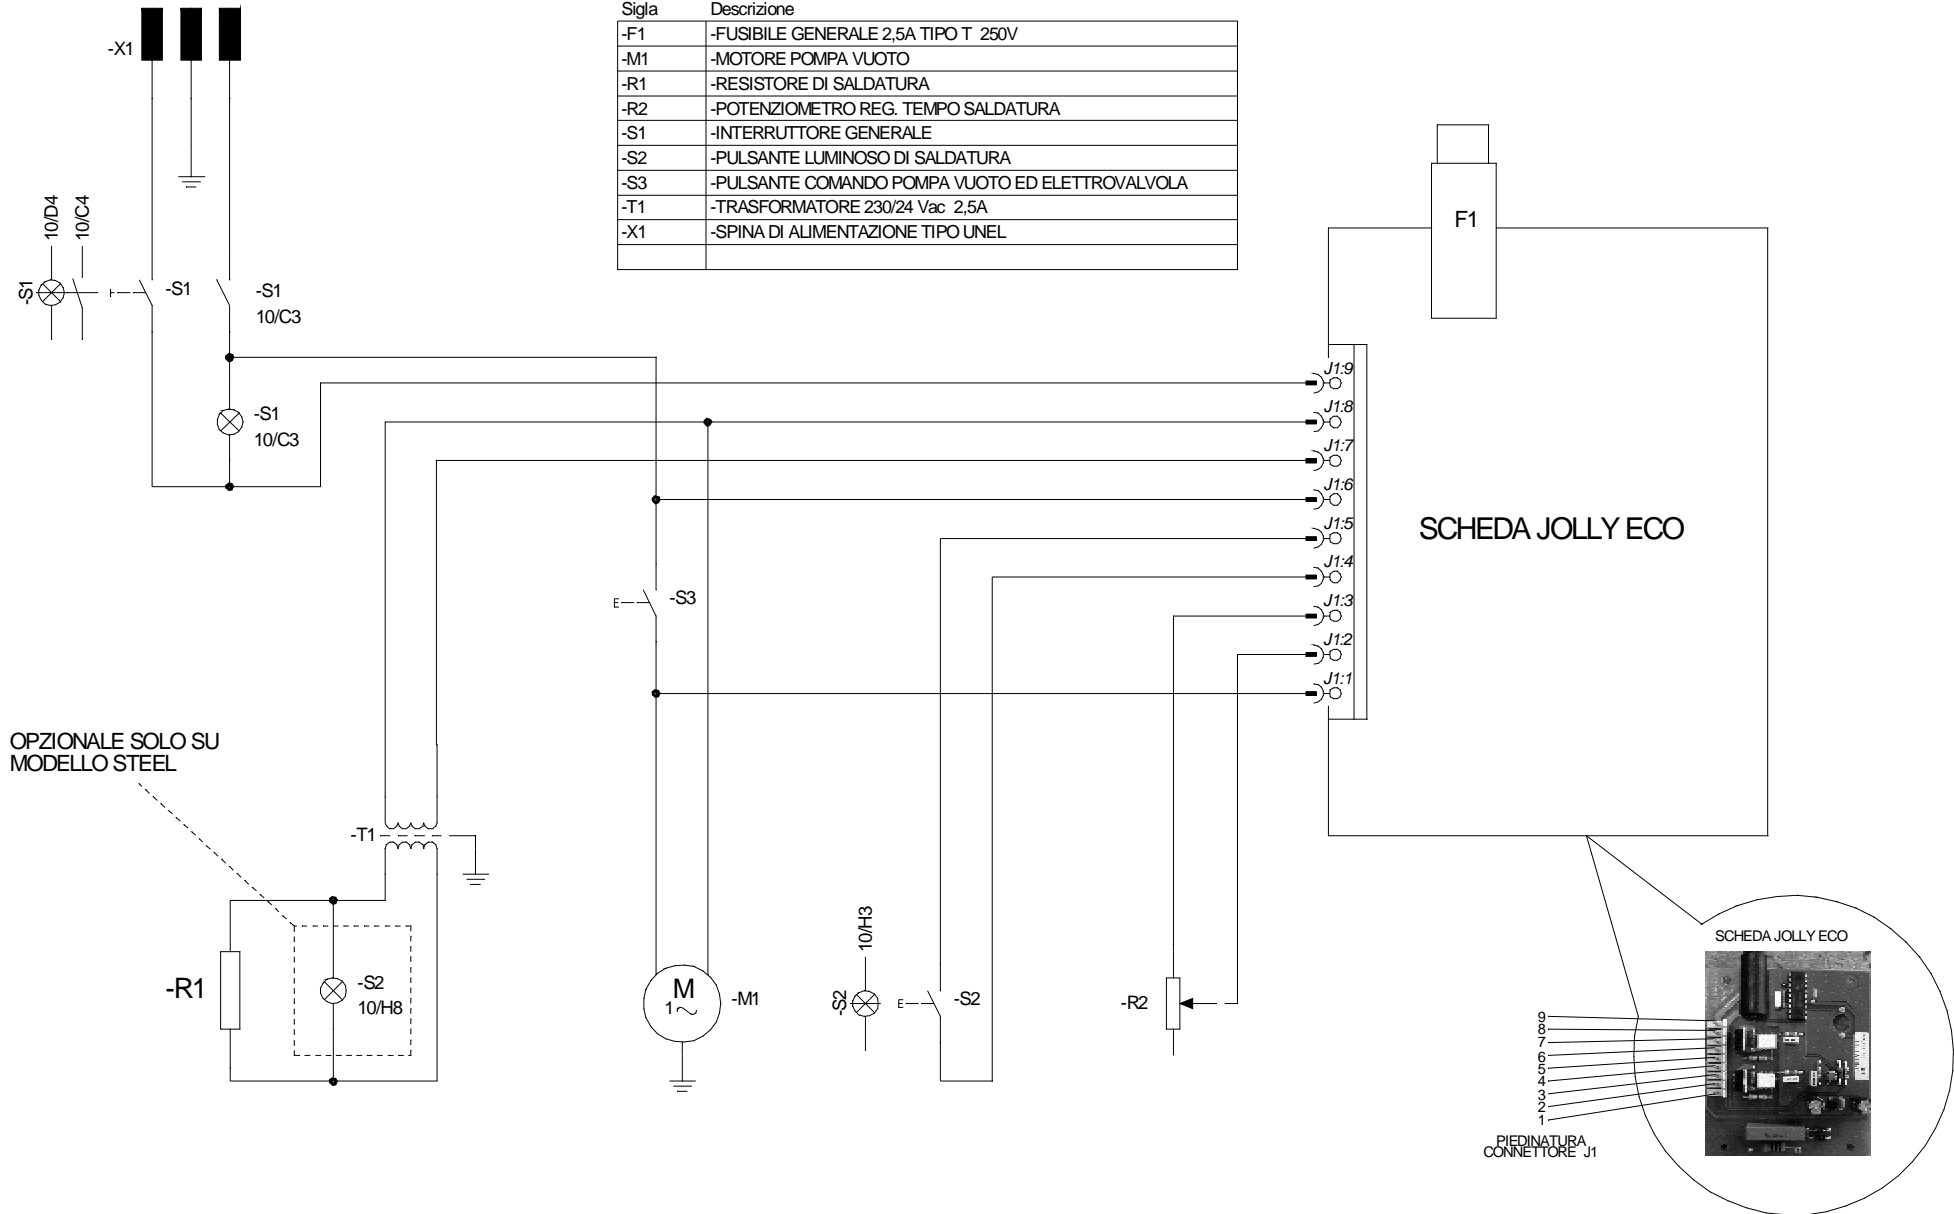 Sigla Descrizione
-F1 -FUSIBILE GENERALE 2,5A TIPO T 250V
-M1 -MOTORE POMPA VUOTO
-R1 -RESISTORE DI SALDATURA
-R2 -POTENZIOMETRO REG. TEMPO SALDATURA
-S1 -INTERRUTTORE GENERALE
-S2 -PULSANTE LUMINOSO DI SALDATURA
-S3 -PULSANTE COMANDO POMPA VUOTO ED ELETTROVALVOLA
-T1 -TRASFORMATORE 230/24 Vac 2,5A
-X1 -SPINA DI ALIMENTAZIONE TIPO UNEL
-X1
10/D4
10/C4
-S1
-S1
-S1
10/C3
-S1
10/C3
F1
J1:9
J1:8
J1:7
J1:6
J1:5
J1:4
J1:3
J1:2
J1:1
SCHEDA JOLLY ECO
E
-S3
OPZIONALE SOLO SU
MODELLO STEEL
-T1
-R1
-S2
10/H8
M
1~
-M1
10/H3
-S2
E
-S2
-R2
SCHEDA JOLLY ECO
9
8
7
6
5
4
3
2
1
PIEDINATURA
CONNETTORE J1